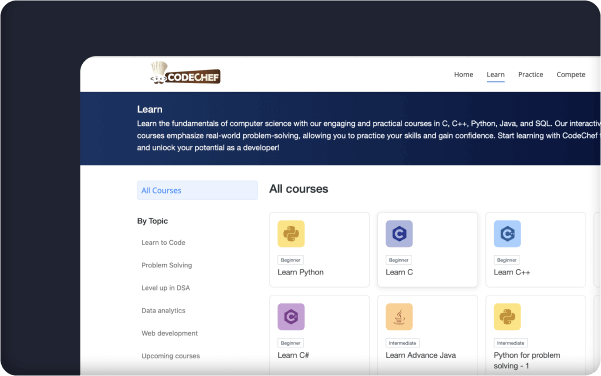 CODECHEF
Home Learn Practice Compete
Learn
Learn the fundamentals of computer science with our engaging and practical courses in C, C++, Python, Java, and SQL. Our interactiv
courses emphasize real-world problem-solving, allowing you to practice your skills and gain confidence. Start learning with CodeChef
and unlock your potential as a developer!
All Courses
All courses
By Topic
Learn to Code
Problem Solving
Level up in DSA
Data analytics
Web development
Upcoming courses
Beginner
Learn Python
Beginner
Learn C
Beginner
Learn C++
Beginner
Learn C#
Intermediate
Learn Advance Java
Intermediate
Python for problem
solving - 1